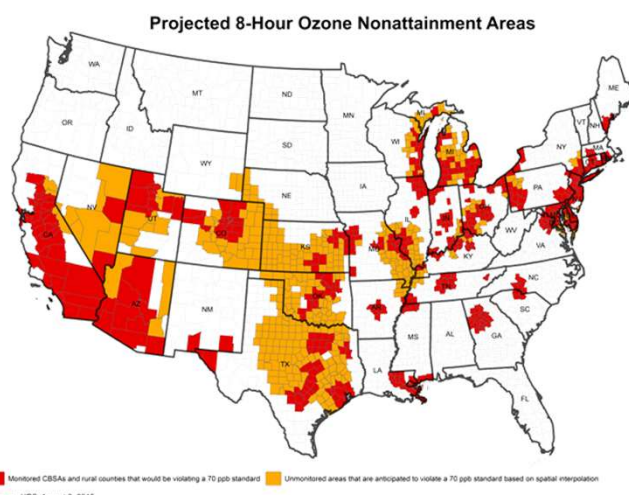 Projected 8-Hour Ozone Nonattainment Areas
WA
MT
ND
MN
ME
OR
ID
WY
SD
WI
MI
VT
NH
NY
MA
CT
NV
UT
CO
NE
IA
IL
PA
CA
KS
MO
KY
WV
VA
AZ
NM
OK
TN
NC
SC
TX
LA
MS
AL
GA
FL
Monitored CBSAs and rural counties that would be violating a 70 ppb standard
Unmonitored areas that are anticipated to violate a 70 ppb standard based on spatial interpolation